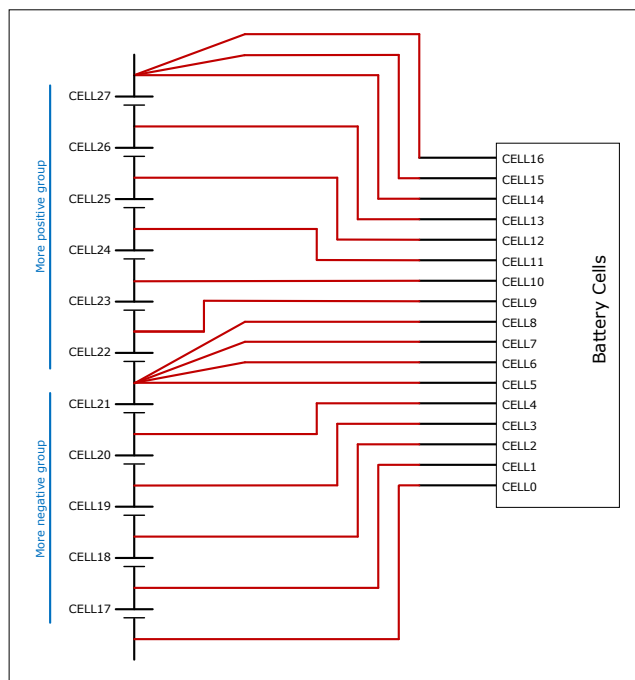 More positive group
More negative group
CELL27
CELL26
CELL25
CELL24
CELL23
CELL22
CELL21
CELL20
CELL19
CELL18
CELL17
CELL16
CELL15
CELL14
CELL13
CELL12
CELL11
CELL10
CELL9
CELL8
CELL7
CELL6
CELL5
CELL4
CELL3
CELL2
CELL1
CELL0
Battery Cells